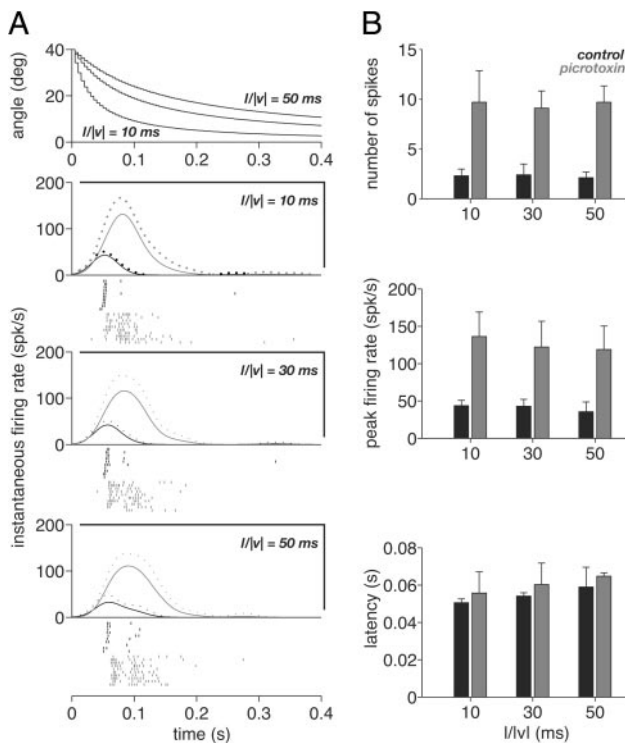 A
angle (deg)
40
20
0
l/|v| = 50 ms
l/|v| = 10 ms
0 0.1 0.2 0.3 0.4
instantaneous firing rate (spk/s)
200
100
0
l/|v| = 10 ms
200
100
0
l/|v| = 30 ms
200
100
0
l/|v| = 50 ms
0 0.1 0.2 0.3 0.4
time (s)
B
number of spikes
15
10
5
0
control
picrotoxin
10 30 50
peak firing rate (spk/s)
200
150
100
50
0
10 30 50
latency (s)
0.08
0.06
0.04
0.02
0
10 30 50
l/|v| (ms)